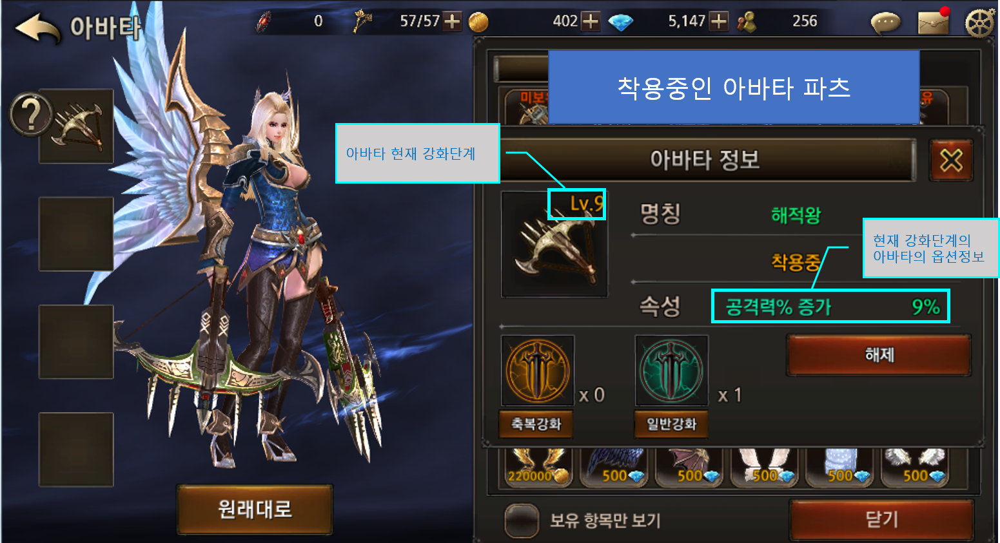 아바타
0
57/57
402
5,147
256
착용중인 아바타 파츠
미보
유
?
아바타 현재 강화단계
아바타 정보
Lv.9
명칭
해적왕
현재 강화단계의
아바타의 옵션정보
착용중
속성
공격력% 증가
9%
해제
x 0
x 1
축복강화
일반강화
220000
500
500
500
500
500
원래대로
보유 항목만 보기
닫기